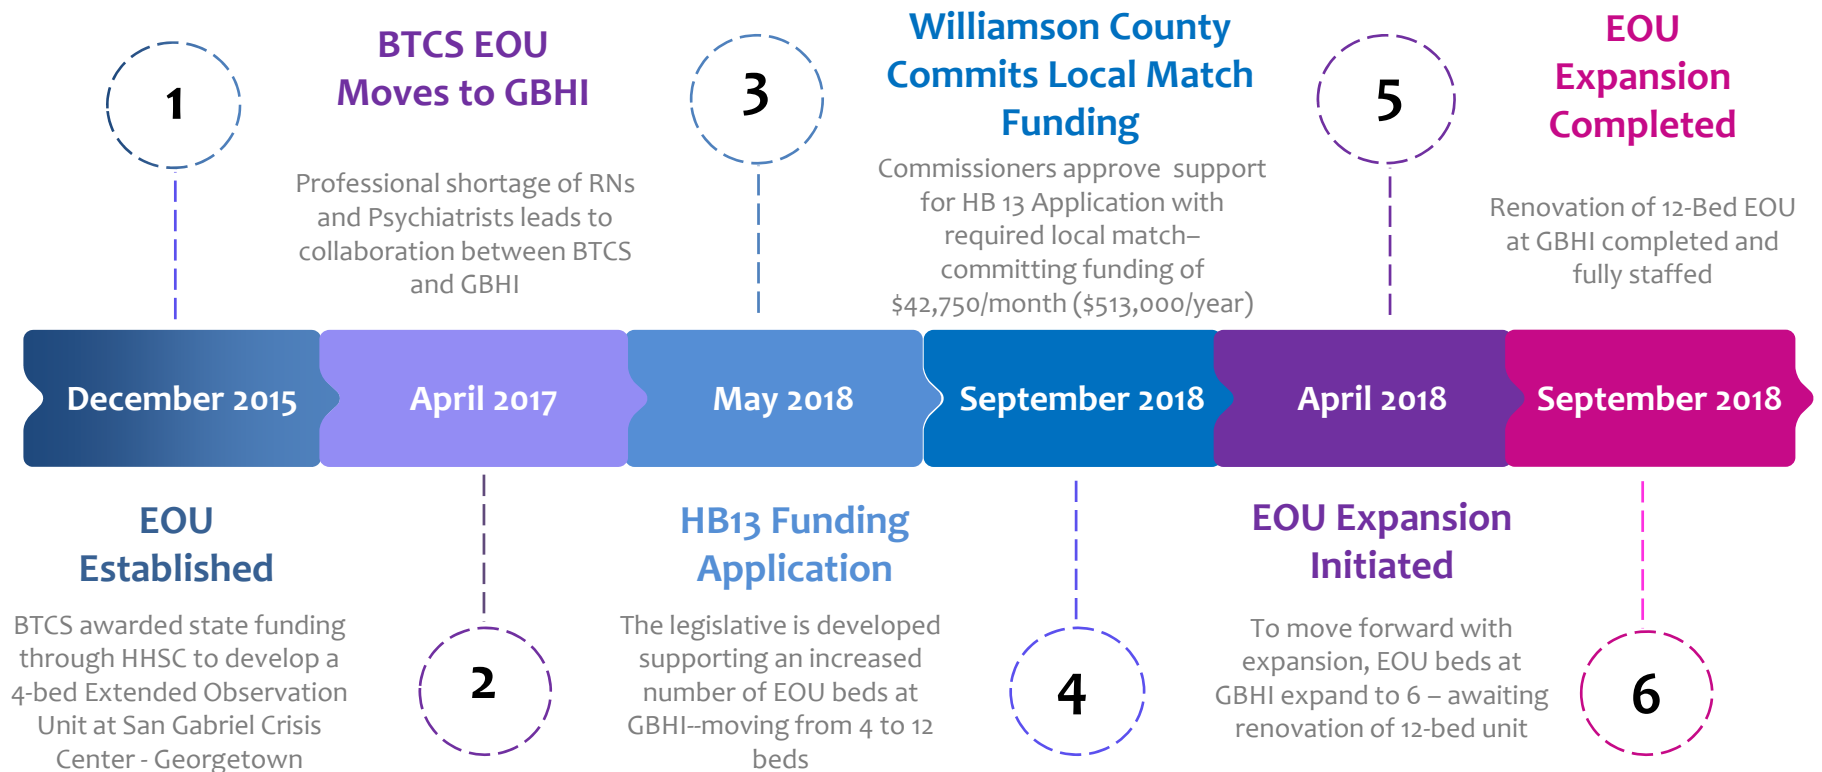 1
December 2015
EOU
Established
BTCS awarded state funding
through HHSC to develop a
4-bed Extended Observation
Unit at San Gabriel Crisis
Center - Georgetown
BTCS EOU
Moves to GBHI
Professional shortage of RNs
and Psychiatrists leads to
collaboration between BTCS
and GBHI
April 2017
2
3
May 2018
HB13 Funding
Application
The legislative is developed
supporting an increased
number of EOU beds at
GBHI--moving from 4 to 12
beds
Williamson County
Commits Local Match
Funding
Commissioners approve support
for HB 13 Application with
required local match–
committing funding of
$42,750/month ($513,000/year)
September 2018
4
5
April 2018
EOU Expansion
Initiated
To move forward with
expansion, EOU beds at
GBHI expand to 6 – awaiting
renovation of 12-bed unit
EOU
Expansion
Completed
Renovation of 12-Bed EOU
at GBHI completed and
fully staffed
September 2018
6